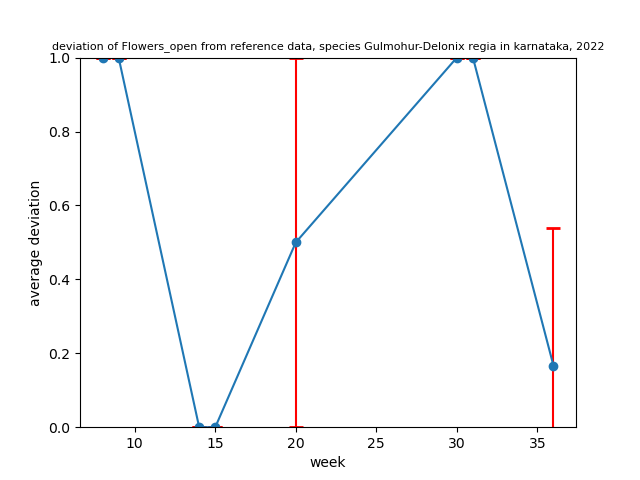 deviation of Flowers_open from reference data, species Gulmohur-Delonix regia in karnataka, 2022
1.0
0.8
0.6
0.4
0.2
0.0
average deviation
10 15 20 25 30 35
week